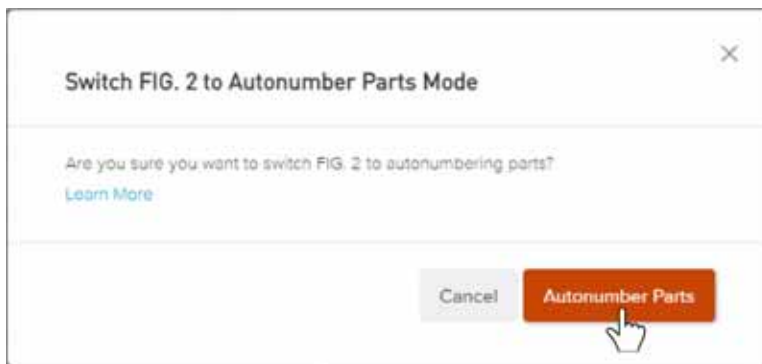 Switch FIG. 2 to Autonumber Parts Mode
Are you sure you want to switch FIG. 2 to autonumbering parts?
Learn More
Cancel
Autonumber Parts